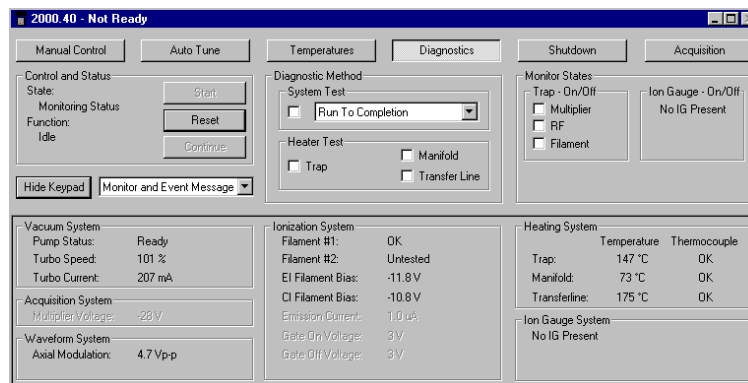 2000.40 - Not Ready
Manual Control Auto Tune Temperatures Diagnostics Shutdown Acquisition
Control and Status
State:
Monitoring Status
Function:
Idle
Start
Reset
Continue
Hide Keypad Monitor and Event Message
Diagnostic Method
System Test
Run To Completion
Heater Test
Trap
Manifold
Transfer Line
Monitor States
Trap - On/Off
Multiplier
RF
Filament
Ion Gauge - On/Off
No IG Present
Vacuum System
Pump Status: Ready
Turbo Speed: 101 %
Turbo Current: 207 mA
Acquisition System
Multiplier Voltage: -28 V
Waveform System
Axial Modulation: 4.7 Vp-p
Ionization System
Filament #1: OK
Filament #2: Untested
EI Filament Bias: -11.8 V
CI Filament Bias: -10.8 V
Emission Current: 1.0 uA
Gate On Voltage: 3 V
Gate Off Voltage: 3 V
Heating System
Temperature Thermocouple
Trap: 147 °C OK
Manifold: 73 °C OK
Transferline: 175 °C OK
Ion Gauge System
No IG Present